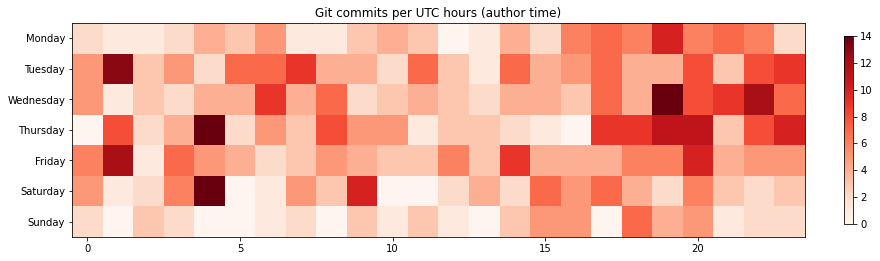 Git commits per UTC hours (author time)
Monday
Tuesday
Wednesday
Thursday
Friday
Saturday
Sunday
0
5
10
15
20
14
12
10
8
6
4
2
0